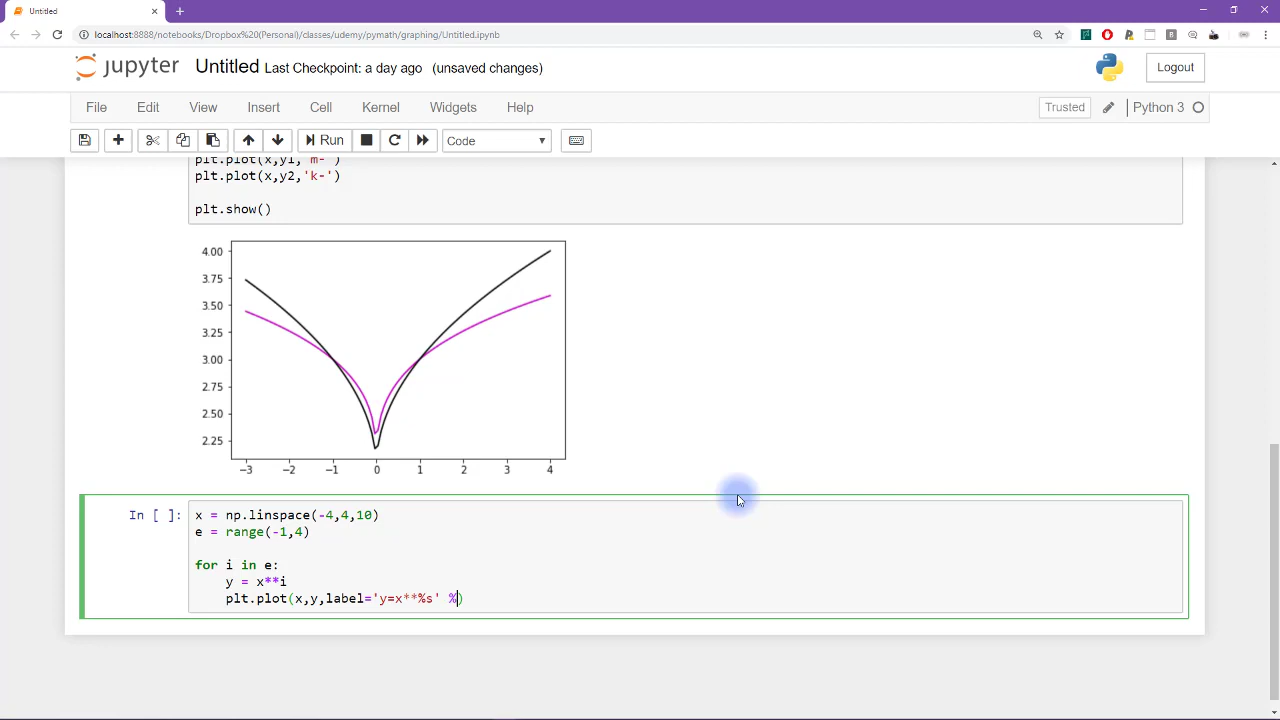 Untitled
localhost:8888/notebooks/Dropbox%20(Personal)/classes/udemy/pymath/graphing/Untitled.ipynb
jupyter Untitled Last Checkpoint: a day ago (unsaved changes) Logout
File Edit View Insert Cell Kernel Widgets Help Trusted Python 3
Run Code
plt.plot(x,y1,'m-')
plt.plot(x,y2,'k-')
plt.show()
4.00
3.75
3.50
3.25
3.00
2.75
2.50
2.25
−3 −2 −1 0 1 2 3 4
In [ ]: x = np.linspace(-4,4,10)
e = range(-1,4)
for i in e:
y = x**i
plt.plot(x,y,label='y=x**%s' %)